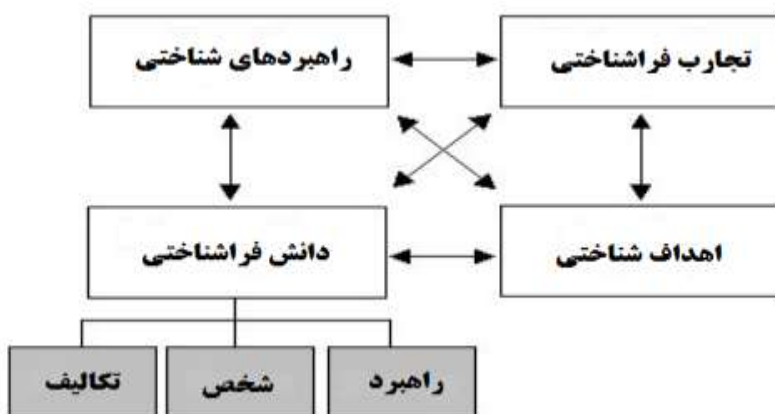 تجارب فراشناختی
راهبردهای شناختی
اهداف شناختی
دانش فراشناختی
راهبرد
شخص
تکالیف